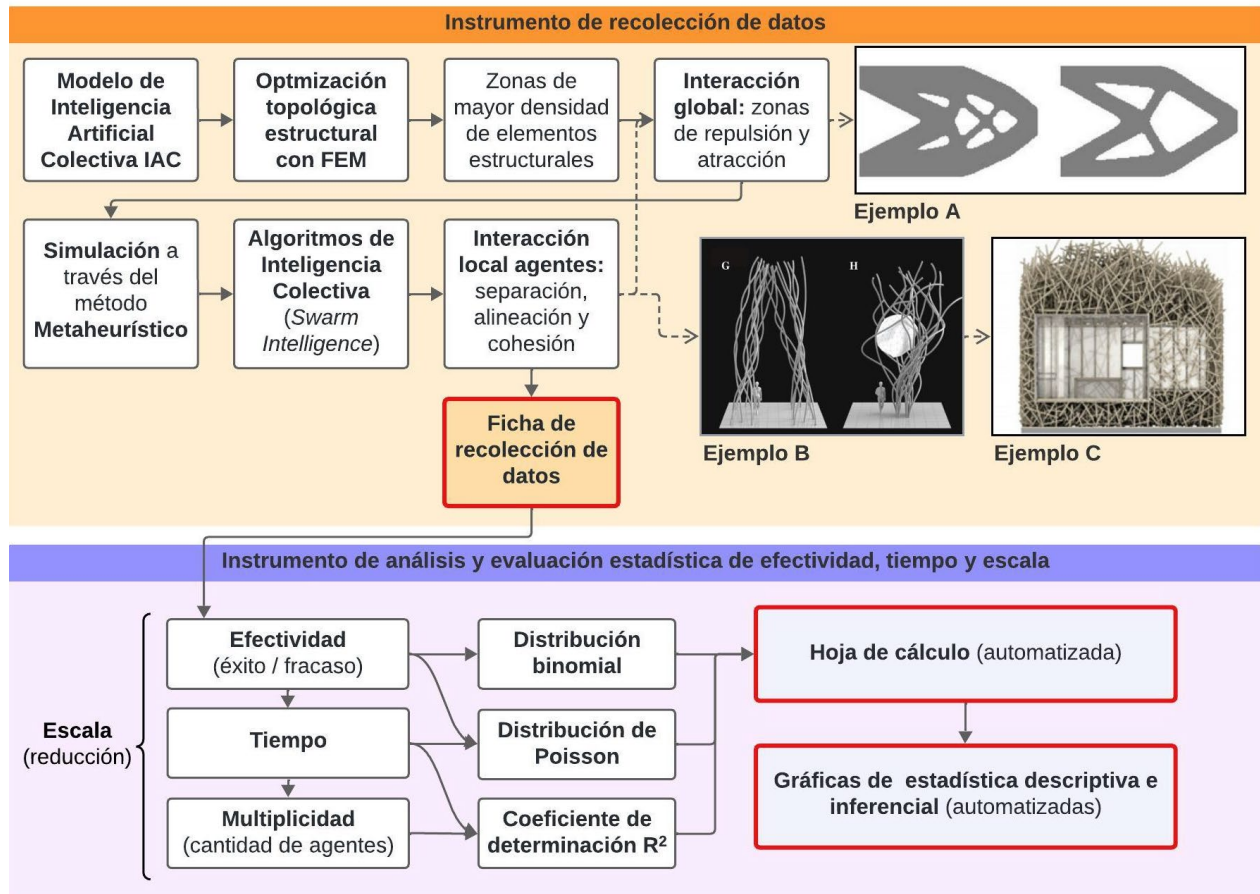 Instrumento de recolección de datos
Modelo de
Inteligencia
Artificial
Colectiva IAC
Optmización
topológica
estructural
con FEM
Zonas de
mayor densidad
de elementos
estructurales
Interacción
global: zonas
de repulsión y
atracción
Ejemplo A
Simulación a
través del
método
Metaheurístico
Algoritmos de
Inteligencia
Colectiva
(Swarm
Intelligence)
Interacción
local agentes:
separación,
alineación y
cohesión
G
H
Ejemplo B
Ejemplo C
Ficha de
recolección de
datos
Instrumento de análisis y evaluación estadística de efectividad, tiempo y escala
Escala
(reducción)
Efectividad
(éxito / fracaso)
Tiempo
Multiplicidad
(cantidad de agentes)
Distribución
binomial
Distribución de
Poisson
Coeficiente de
determinación R²
Hoja de cálculo (automatizada)
Gráficas de estadística descriptiva e
inferencial (automatizadas)